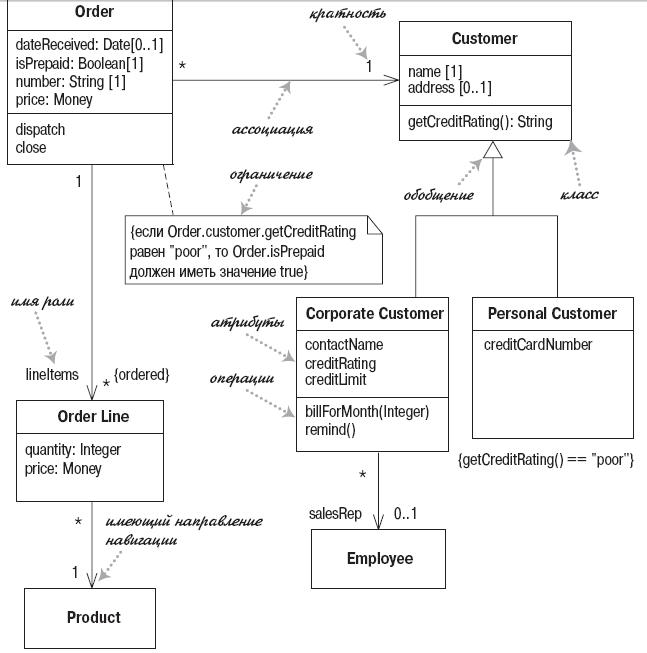 Order
dateReceived: Date[0..1]
isPrepaid: Boolean[1]
number: String [1]
price: Money
dispatch
close
кратность
*
1
ассоциация
Customer
name [1]
address [0..1]
getCreditRating(): String
ограничение
обобщение
класс
1
{если Order.customer.getCreditRating
равен "poor", то Order.isPrepaid
должен иметь значение true}
имя роли
lineItems
*
{ordered}
атрибуты
операции
Corporate Customer
contactName
creditRating
creditLimit
billForMonth(Integer)
remind()
Personal Customer
creditCardNumber
{getCreditRating() == "poor"}
Order Line
quantity: Integer
price: Money
*
имеющий направление
навигации
1
Product
*
salesRep
0..1
Employee